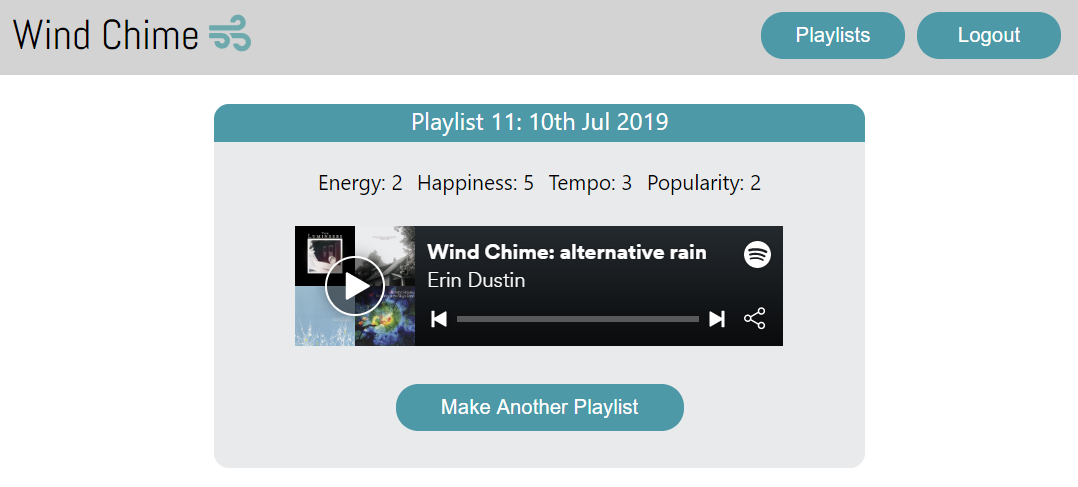 Wind Chime
Playlists
Logout
Playlist 11: 10th Jul 2019
Energy: 2 Happiness: 5 Tempo: 3 Popularity: 2
LUMINEERS
Wind Chime: alternative rain
Erin Dustin
Make Another Playlist